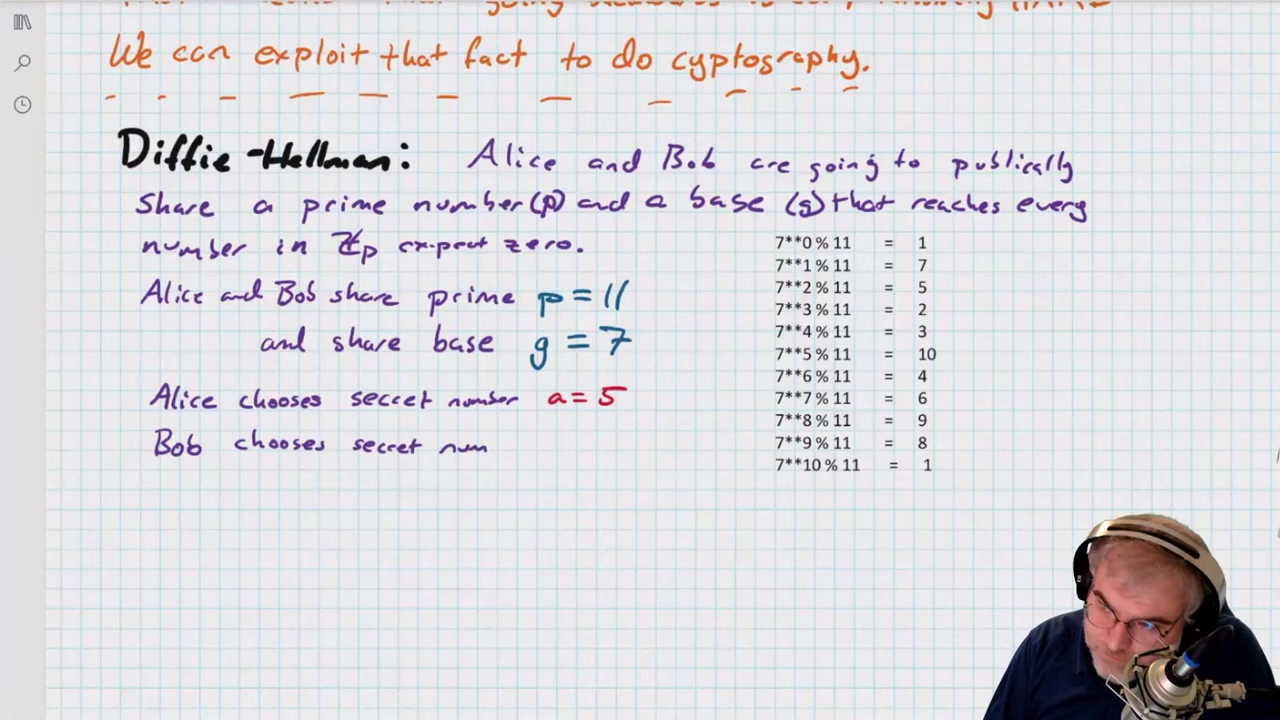 We can exploit that fact to do cyptography.
Diffie-Hellman: Alice and Bob are going to publically
share a prime number (p) and a base (g) that reaches every
number in Zp expect zero.
Alice and Bob share prime p = 11
and share base g = 7
Alice chooses secret number a = 5
Bob chooses secret num
7**0 % 11 = 1
7**1 % 11 = 7
7**2 % 11 = 5
7**3 % 11 = 2
7**4 % 11 = 3
7**5 % 11 = 10
7**6 % 11 = 4
7**7 % 11 = 6
7**8 % 11 = 9
7**9 % 11 = 8
7**10 % 11 = 1